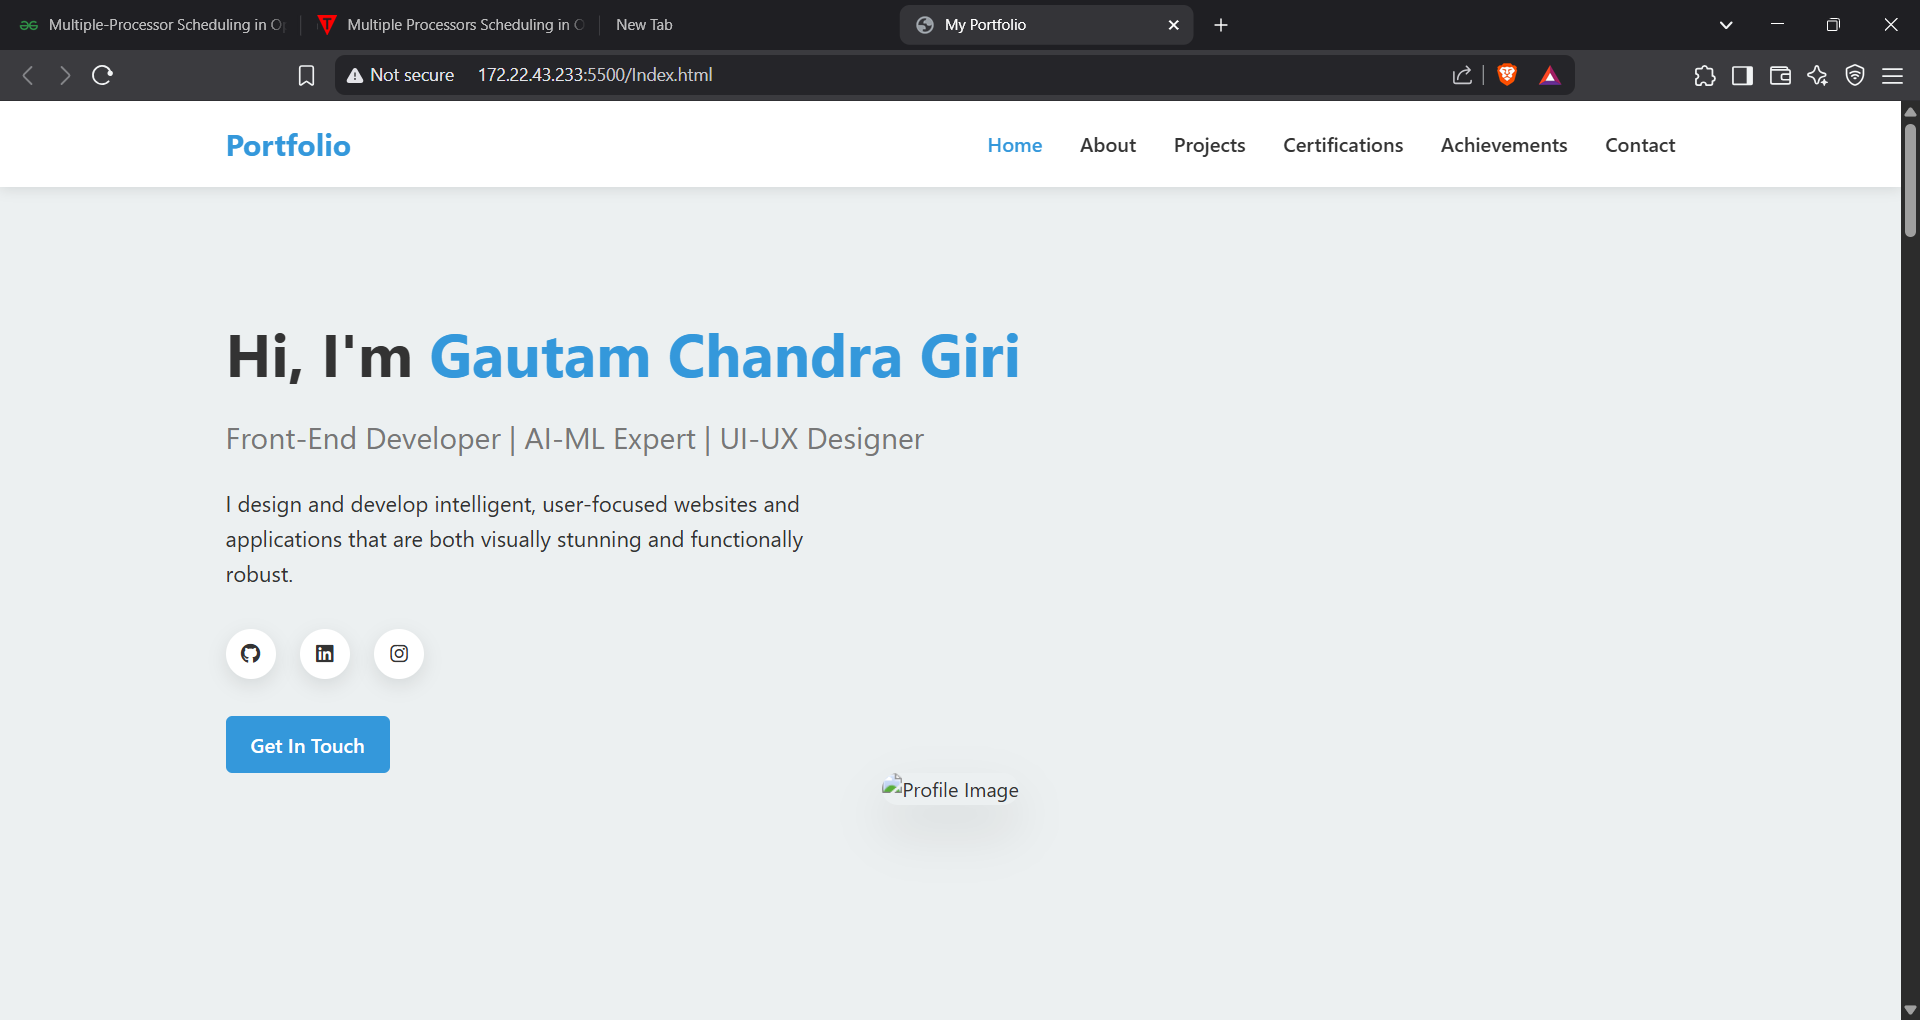 Multiple-Processor Scheduling in O
Multiple Processors Scheduling in O
New Tab
My Portfolio
Not secure
172.22.43.233:5500/Index.html
Portfolio
Home
About
Projects
Certifications
Achievements
Contact
Hi, I'm Gautam Chandra Giri
Front-End Developer | AI-ML Expert | UI-UX Designer
I design and develop intelligent, user-focused websites and
applications that are both visually stunning and functionally
robust.
Get In Touch
Profile Image